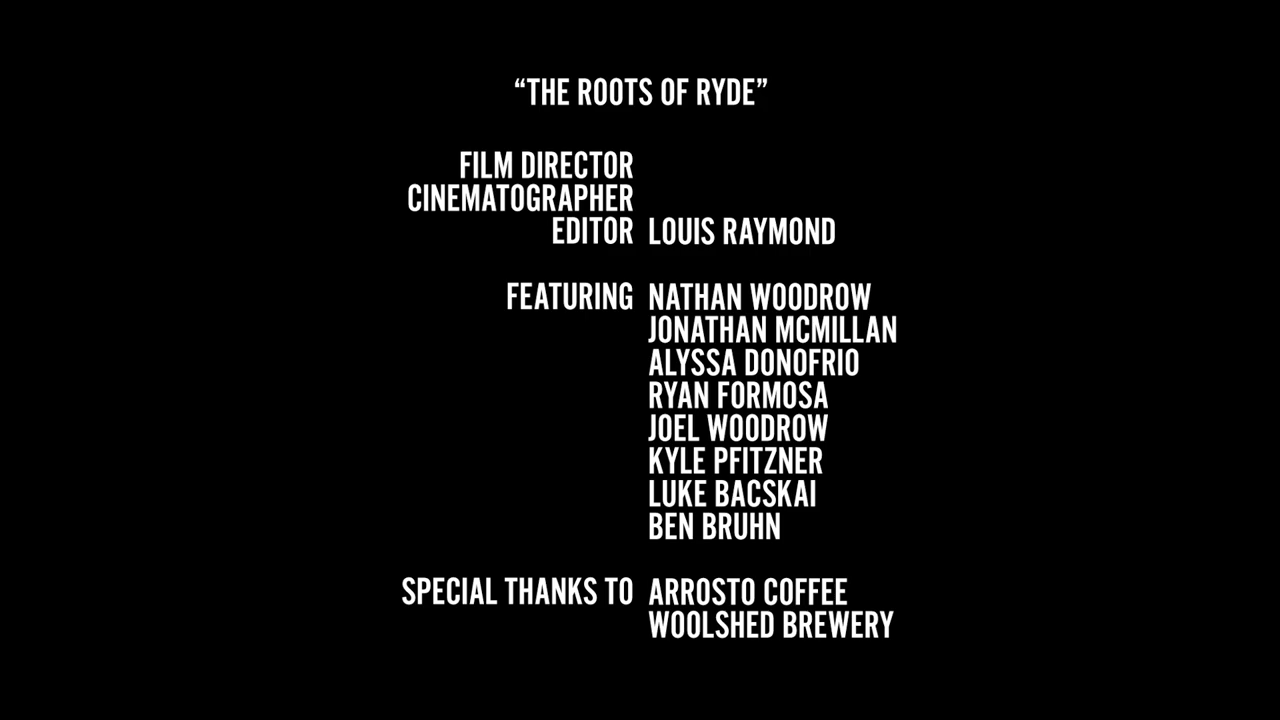 “THE ROOTS OF RYDE”
FILM DIRECTOR
CINEMATOGRAPHER
EDITOR LOUIS RAYMOND
FEATURING NATHAN WOODROW
JONATHAN MCMILLAN
ALYSSA DONOFRIO
RYAN FORMOSA
JOEL WOODROW
KYLE PFITZNER
LUKE BACSKAI
BEN BRUHN
SPECIAL THANKS TO ARROSTO COFFEE
WOOLSHED BREWERY